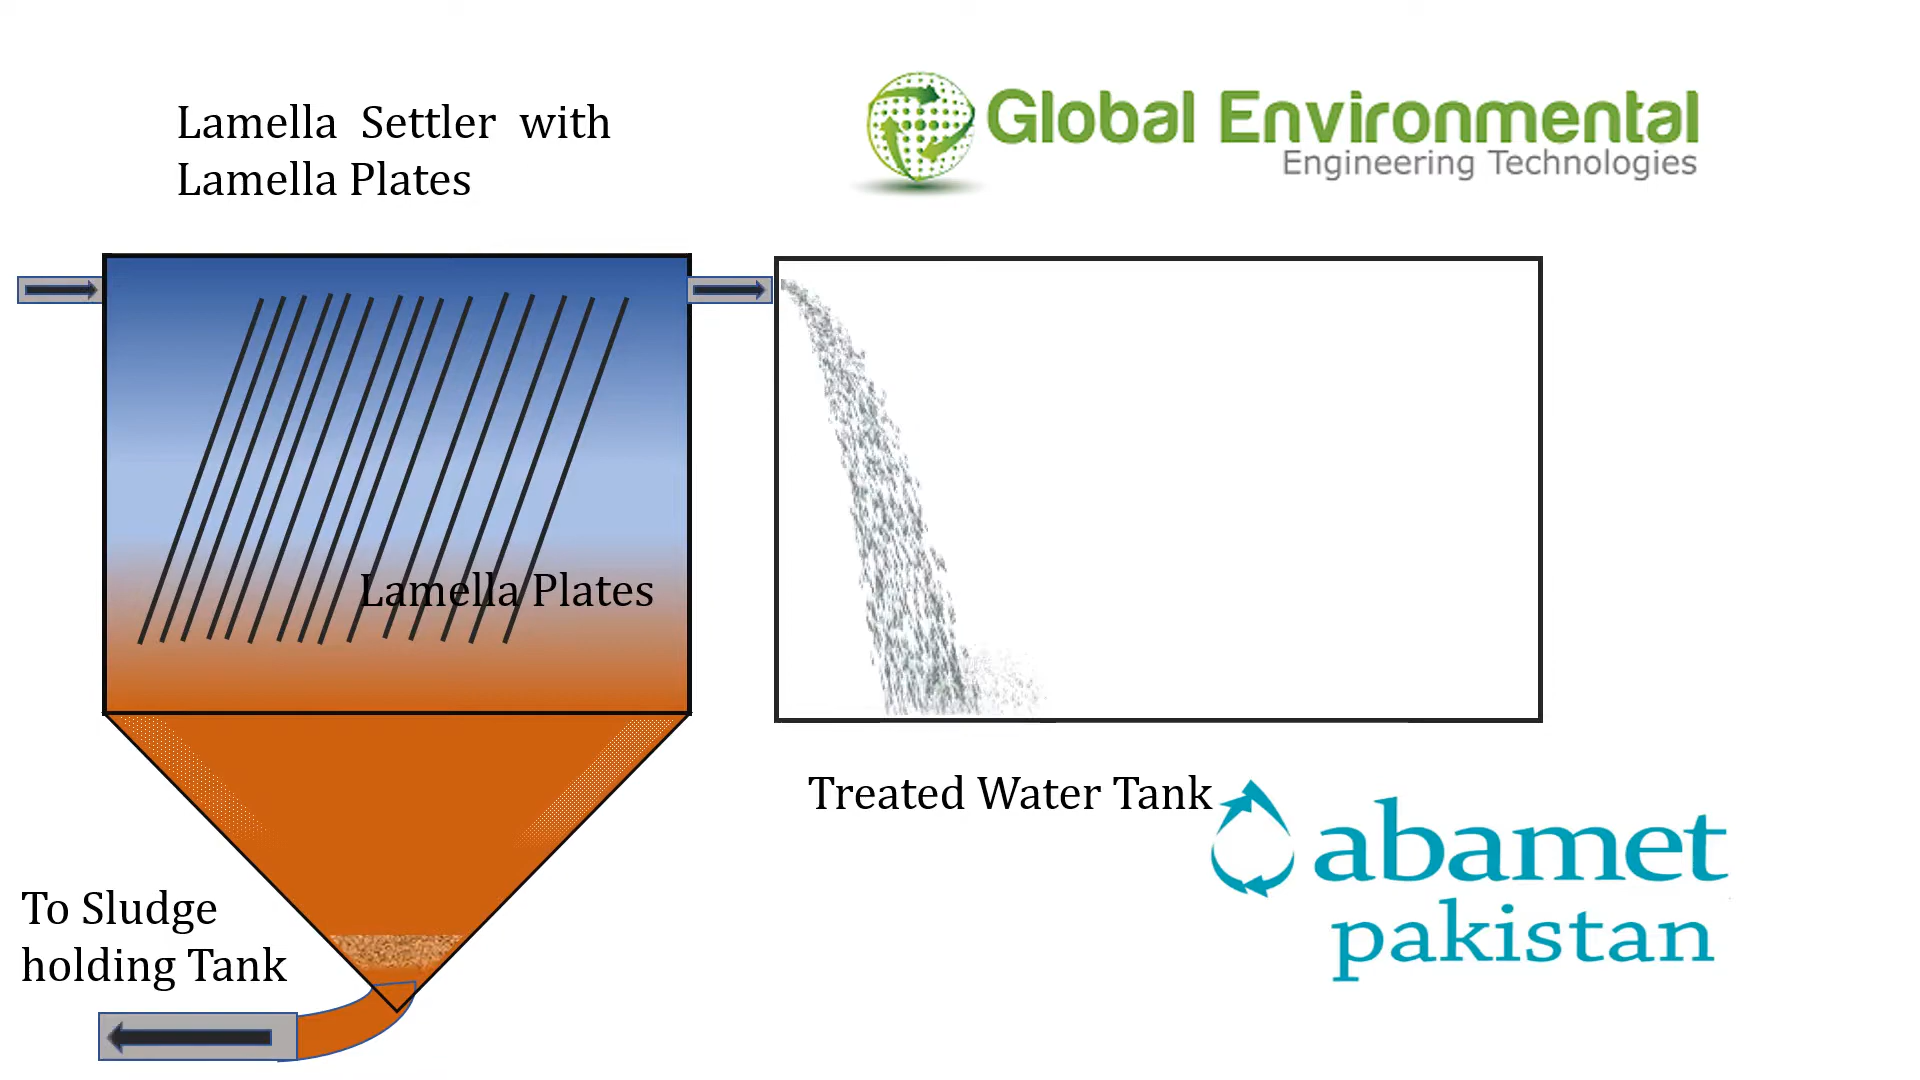 Lamella Settler with
Lamella Plates
Global Environmental
Engineering Technologies
Lamella Plates
Treated Water Tank
abamet
pakistan
To Sludge
holding Tank